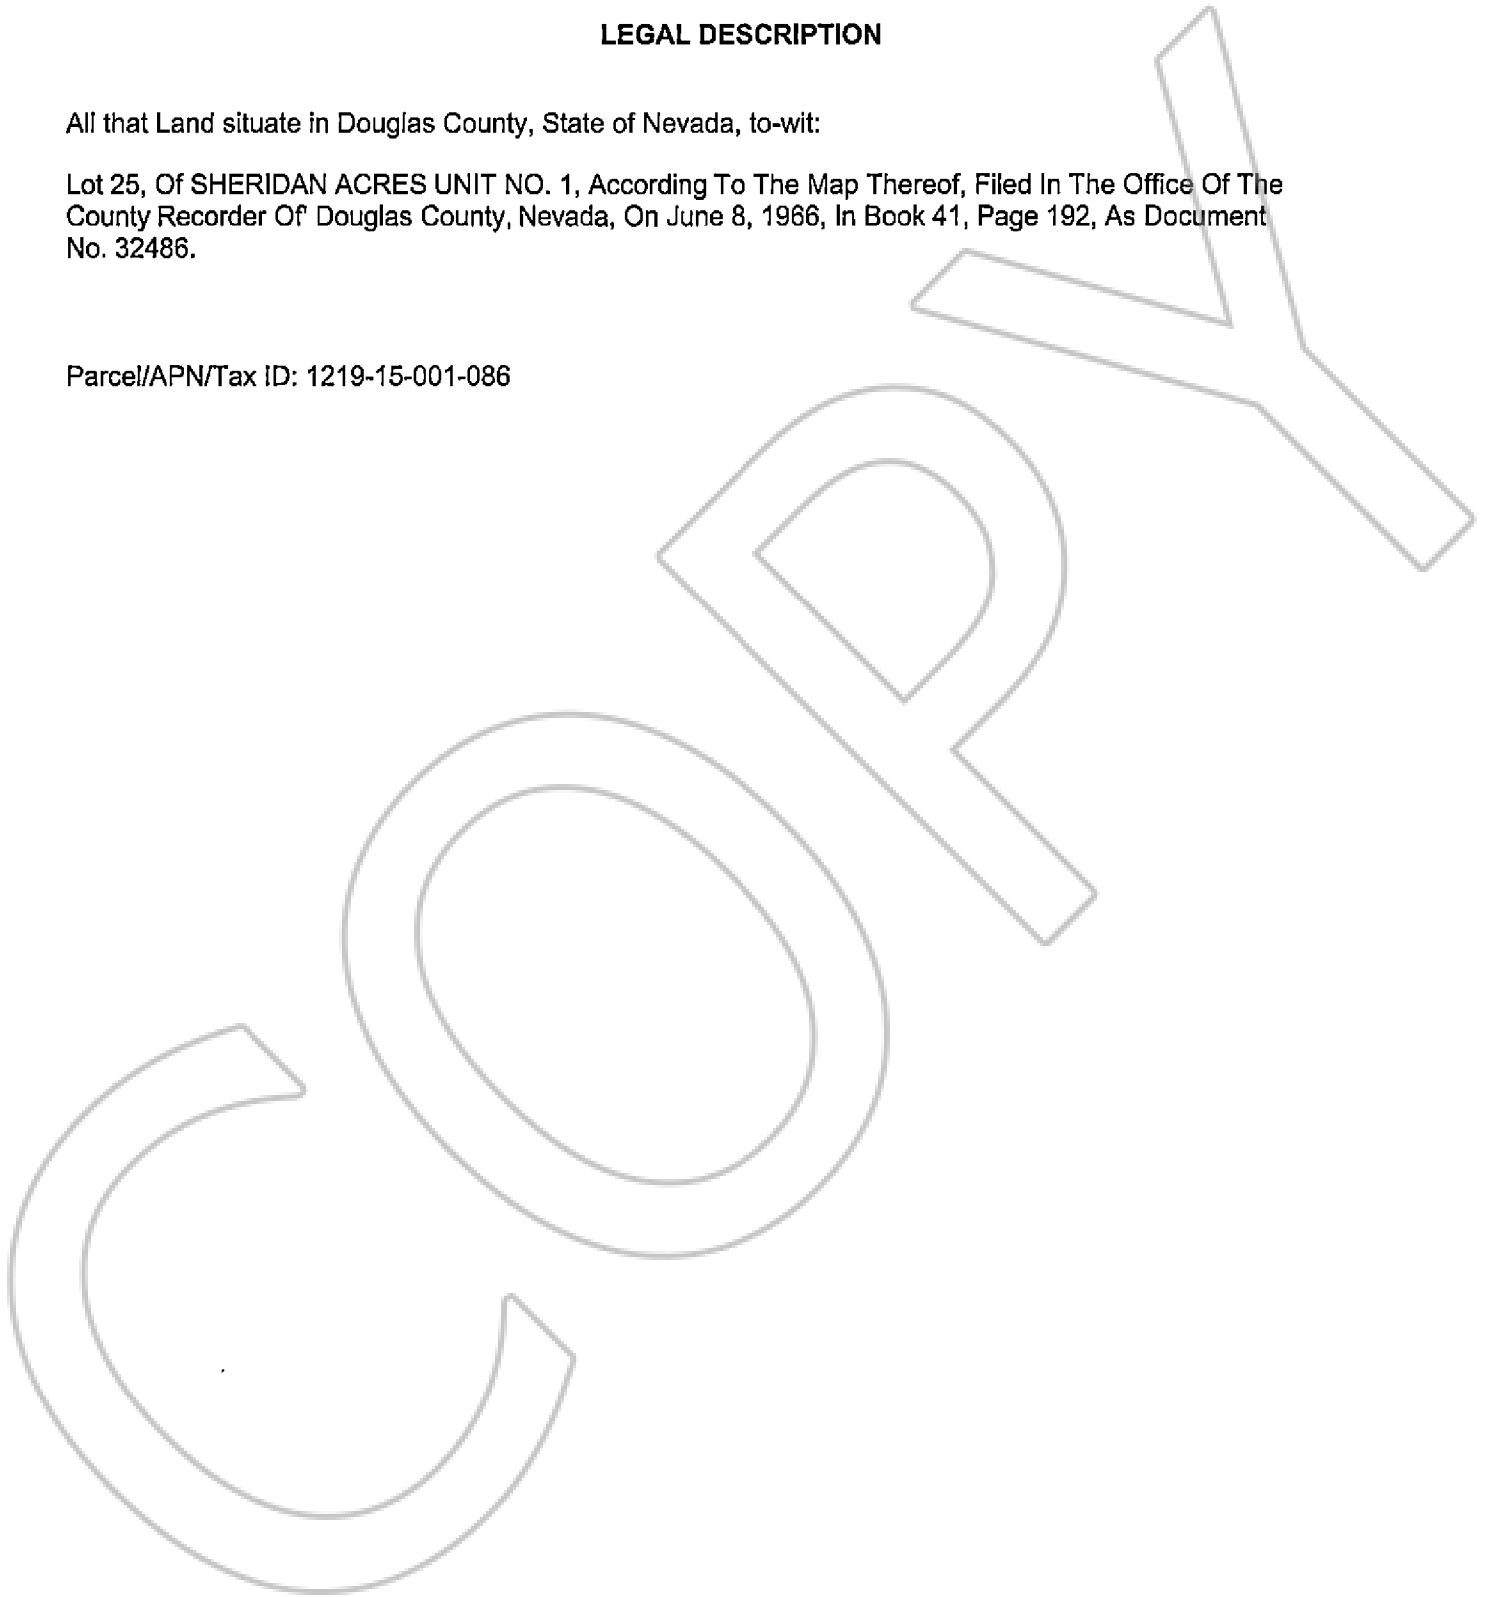 LEGAL DESCRIPTION
All that Land situate in Douglas County, State of Nevada, to-wit:
Lot 25, Of SHERIDAN ACRES UNIT NO. 1, According To The Map Thereof, Filed In The Office Of The
County Recorder Of Douglas County, Nevada, On June 8, 1966, In Book 41, Page 192, As Document
No. 32486.
Parcel/APN/Tax ID: 1219-15-001-086
COPY